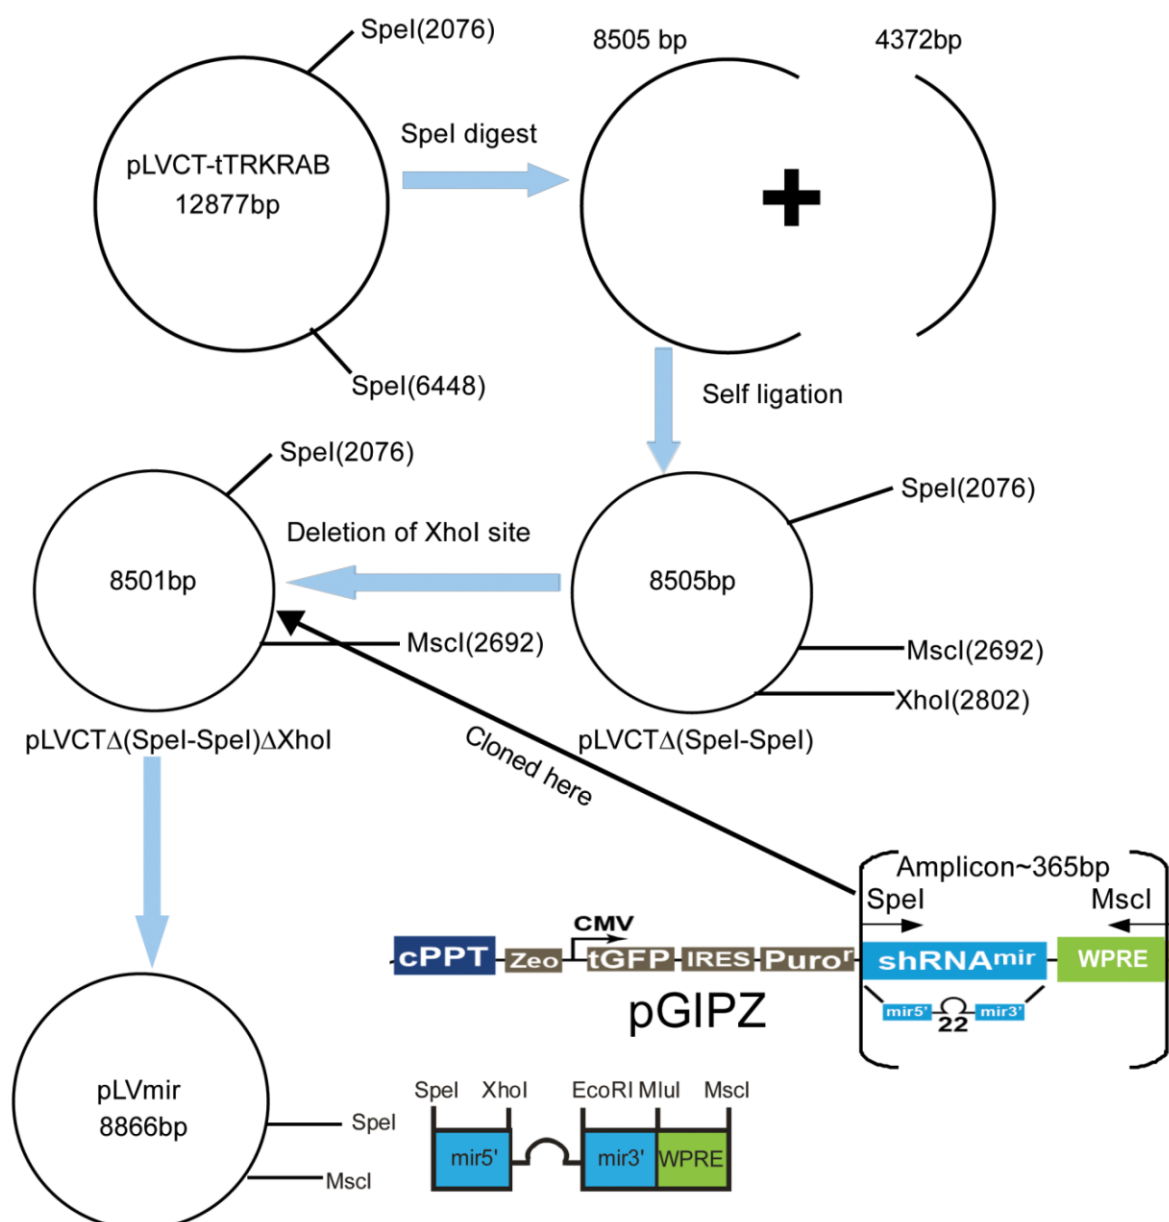 SpeI(2076)
8505 bp
4372bp
SpeI digest
pLVCT-tTRKRAB
12877bp
SpeI(6448)
Self ligation
SpeI(2076)
SpeI(2076)
Deletion of XhoI site
8501bp
8505bp
MscI(2692)
MscI(2692)
XhoI(2802)
pLVCTΔ(SpeI-SpeI)ΔXhoI
pLVCTΔ(SpeI-SpeI)
Cloned here
Amplicon~365bp
SpeI
MscI
CMV
cPPT
Zeo
tGFP
IRES
Puroʳ
shRNAᵐⁱʳ
WPRE
mir5'
22
mir3'
pGIPZ
pLVmir
8866bp
SpeI
MscI
SpeI
XhoI
EcoRI
MluI
MscI
mir5'
mir3'
WPRE